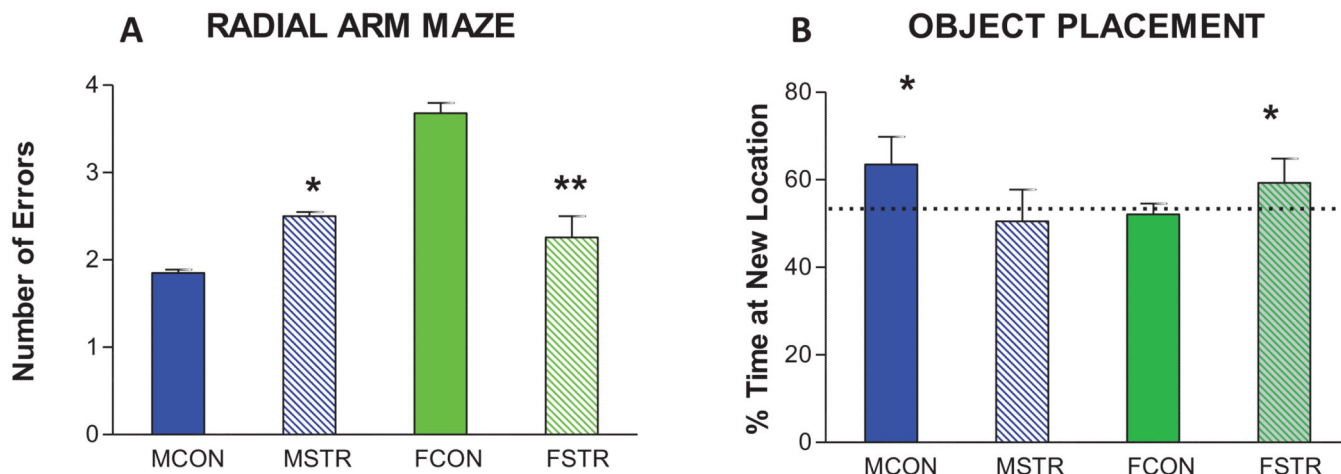 A RADIAL ARM MAZE
Number of Errors
4
3
2
1
0
*
**
MCON MSTR FCON FSTR
B OBJECT PLACEMENT
% Time at New Location
80
60
40
20
0
*
*
MCON MSTR FCON FSTR